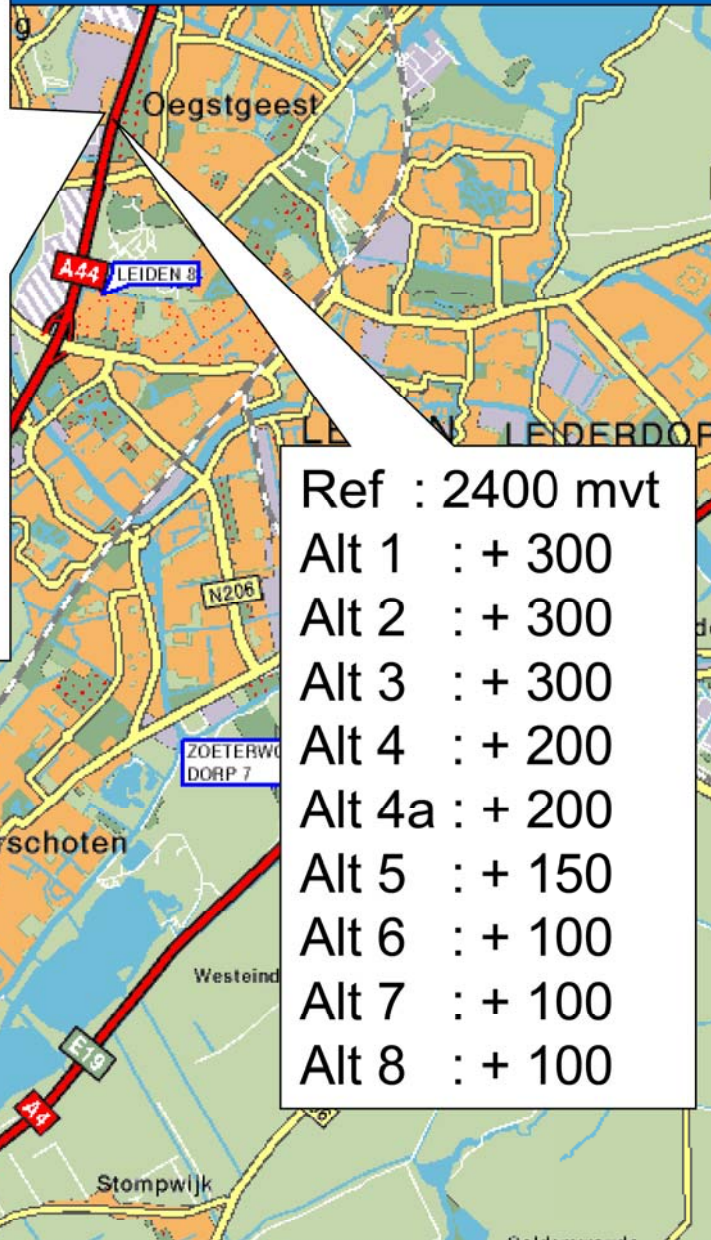 g
Oegstgeest
A44
LEIDEN 8
LEIDERDORP
Ref : 2400 mvt
Alt 1 : + 300
Alt 2 : + 300
Alt 3 : + 300
Alt 4 : + 200
Alt 4a : + 200
Alt 5 : + 150
Alt 6 : + 100
Alt 7 : + 100
Alt 8 : + 100
N206
ZOETERWO
DORP 7
rschoten
Westeind
E19
A4
Stompwijk